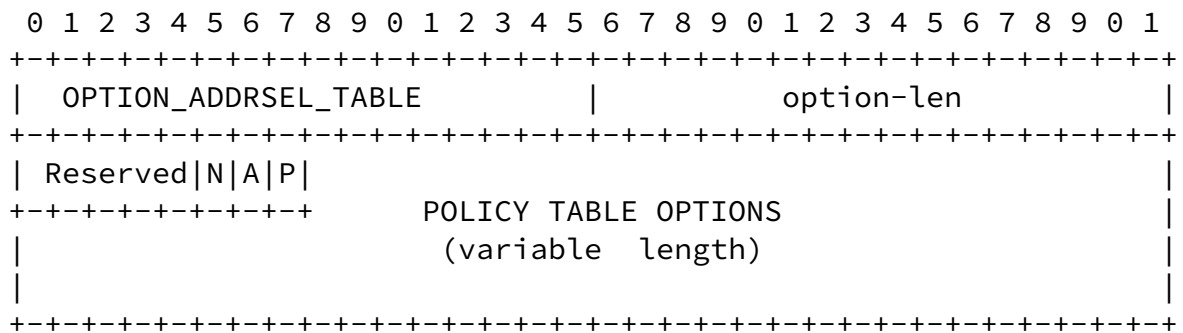 0 1 2 3 4 5 6 7 8 9 0 1 2 3 4 5 6 7 8 9 0 1 2 3 4 5 6 7 8 9 0 1
+-+-+-+-+-+-+-+-+-+-+-+-+-+-+-+-+-+-+-+-+-+-+-+-+-+-+-+-+-+-+-+-+
|  OPTION_ADDRSEL_TABLE         |          option-len           |
+-+-+-+-+-+-+-+-+-+-+-+-+-+-+-+-+-+-+-+-+-+-+-+-+-+-+-+-+-+-+-+-+
| Reserved|N|A|P|                                               |
+-+-+-+-+-+-+-+-+      POLICY TABLE OPTIONS                     |
|                       (variable  length)                      |
|                                                               |
+-+-+-+-+-+-+-+-+-+-+-+-+-+-+-+-+-+-+-+-+-+-+-+-+-+-+-+-+-+-+-+-+